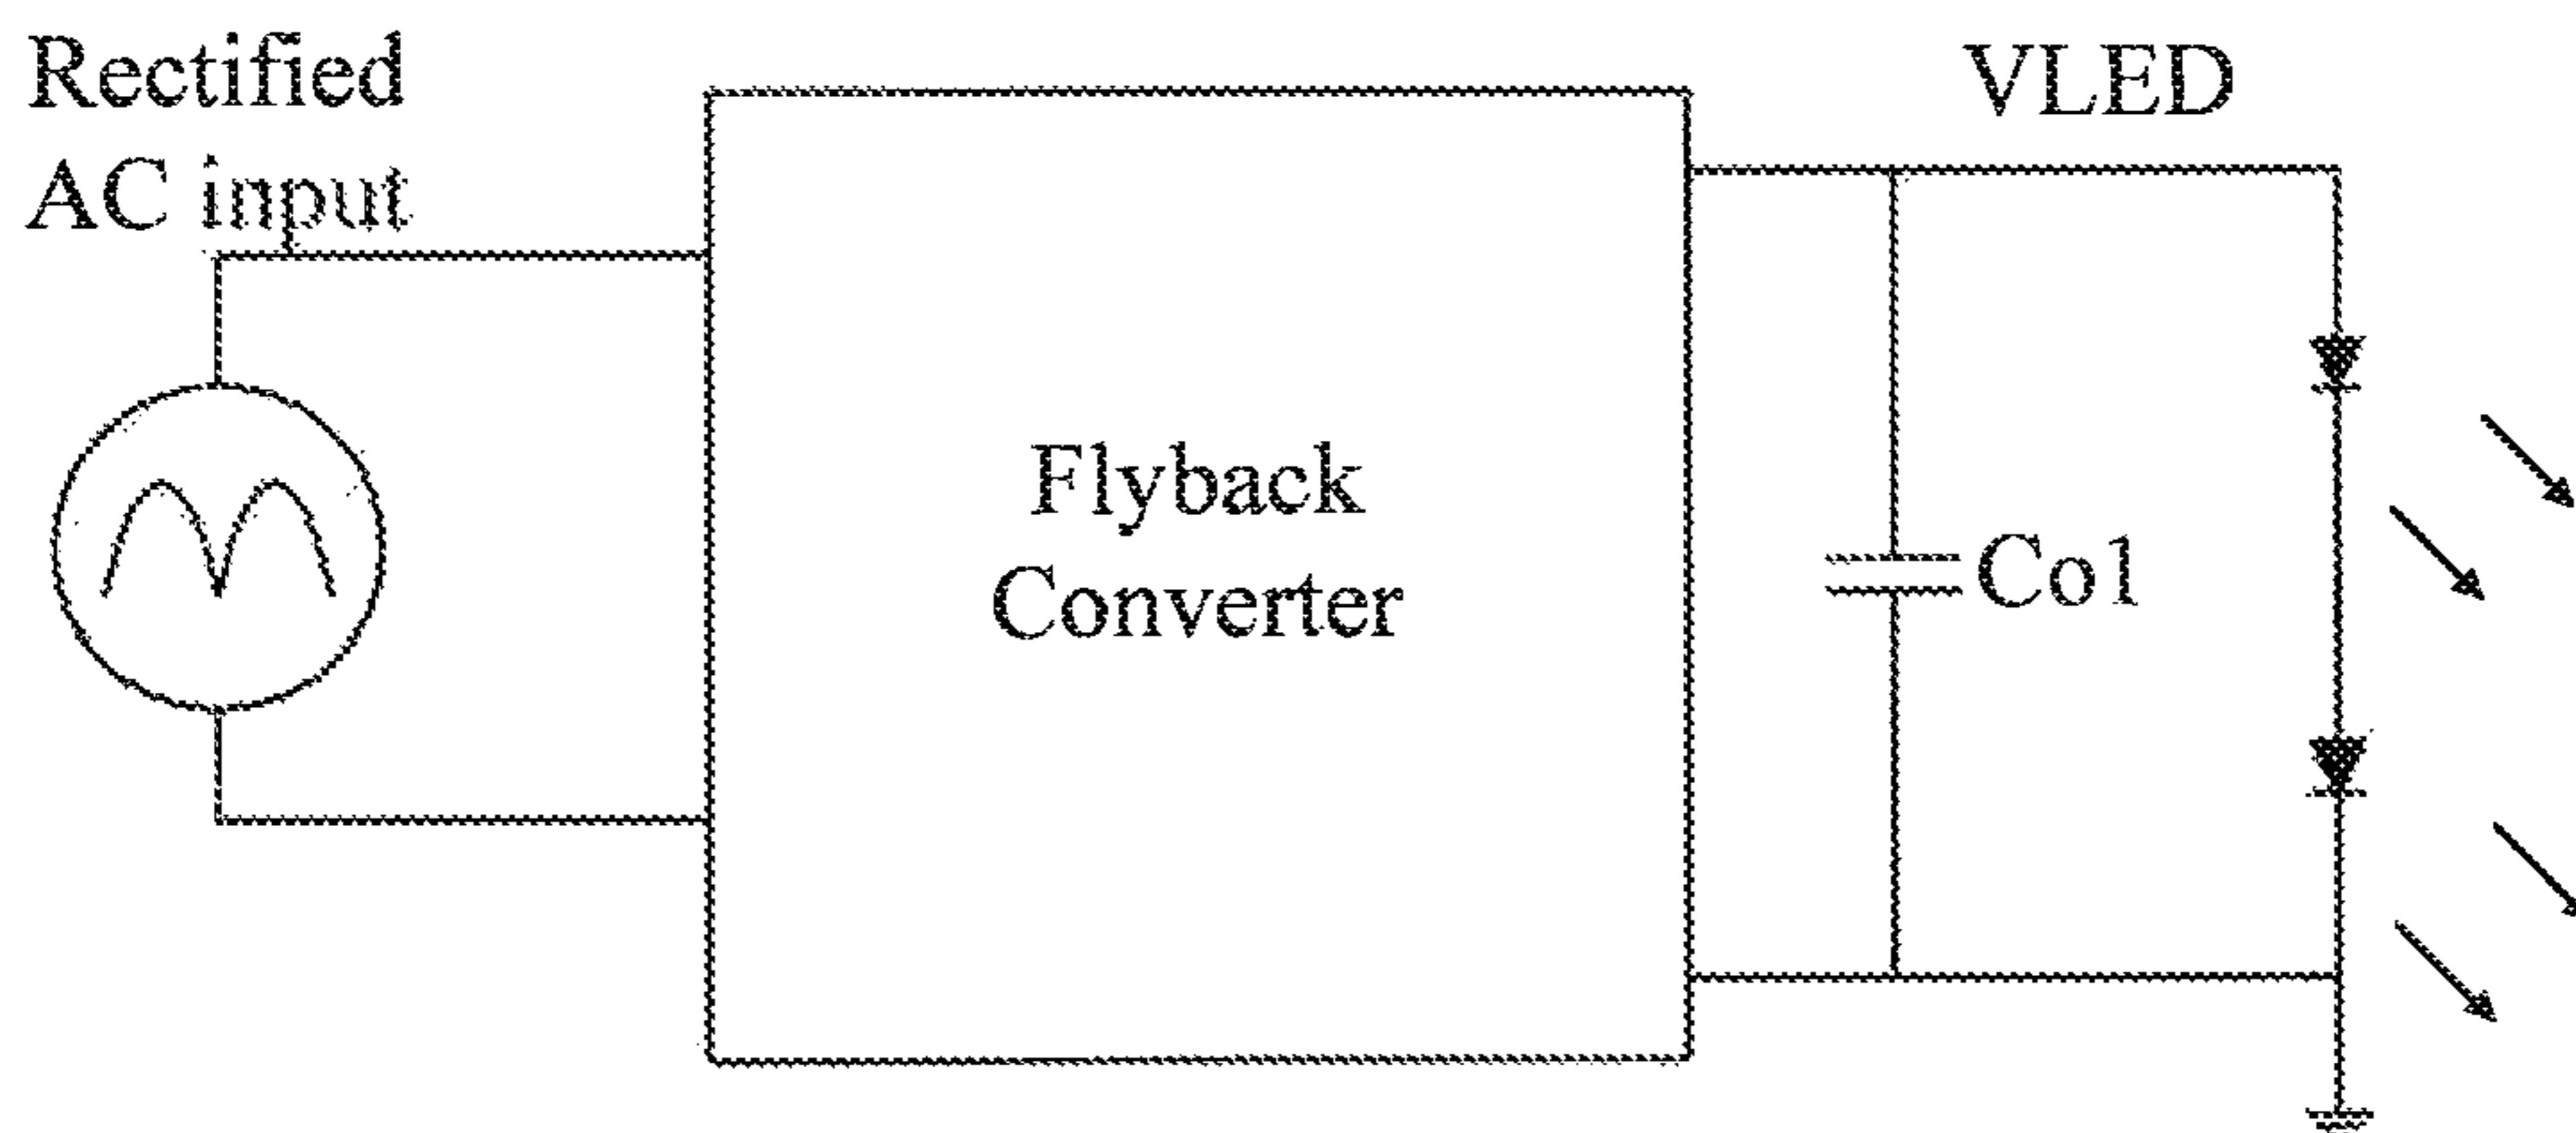 Rectified
AC input
VLED
Flyback
Converter
Co1